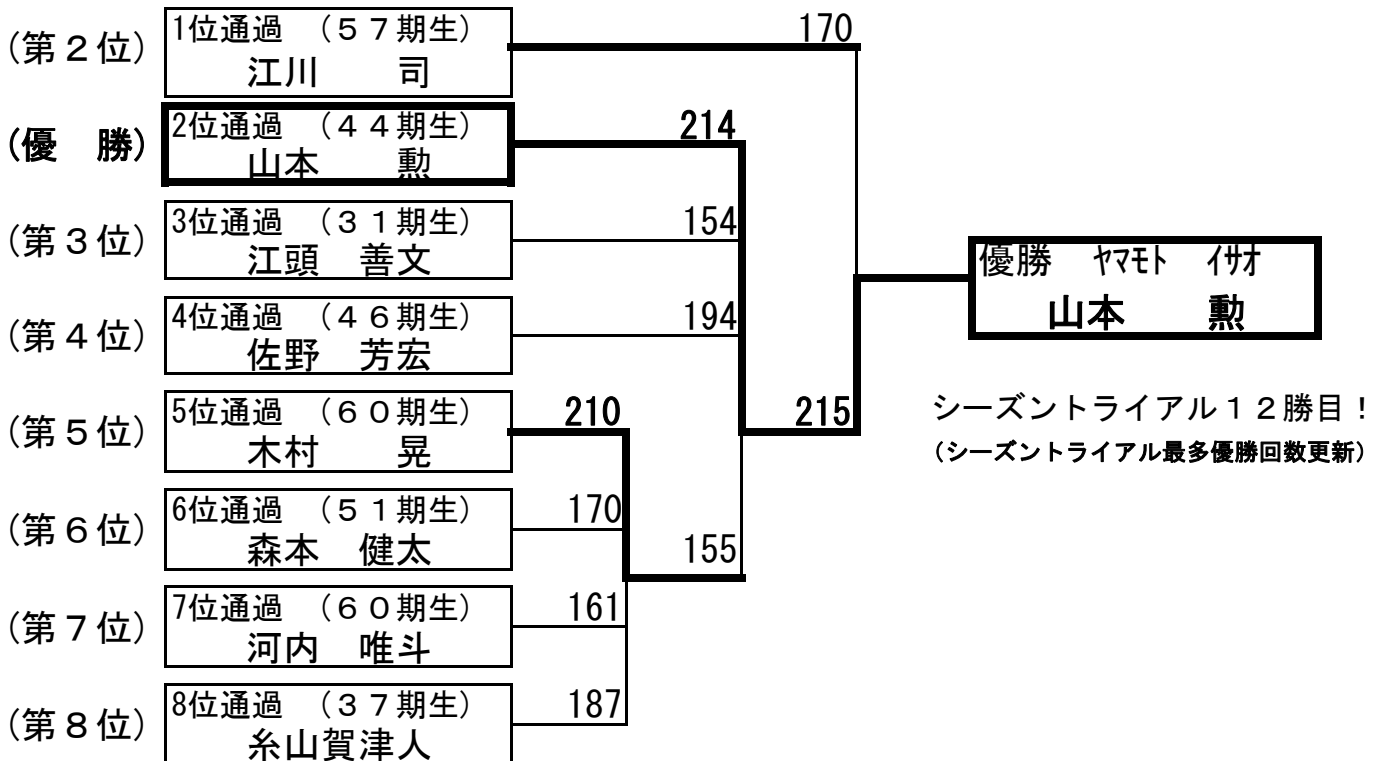 1位通過 （５７期生） 170
（第２位）
江川 司
2位通過 （４４期生） 214
（優 勝）
山本 勲
3位通過 （３１期生） 154
（第３位）
江頭 善文
優勝 ﾔﾏﾓﾄ ｲｻｵ
山本 勲
4位通過 （４６期生） 194
（第４位）
佐野 芳宏
5位通過 （６０期生） 210 215
（第５位）
木村 晃
シーズントライアル１２勝目！
（シーズントライアル最多優勝回数更新）
6位通過 （５１期生） 170
（第６位）
森本 健太
155
7位通過 （６０期生） 161
（第７位）
河内 唯斗
8位通過 （３７期生） 187
（第８位）
糸山賀津人